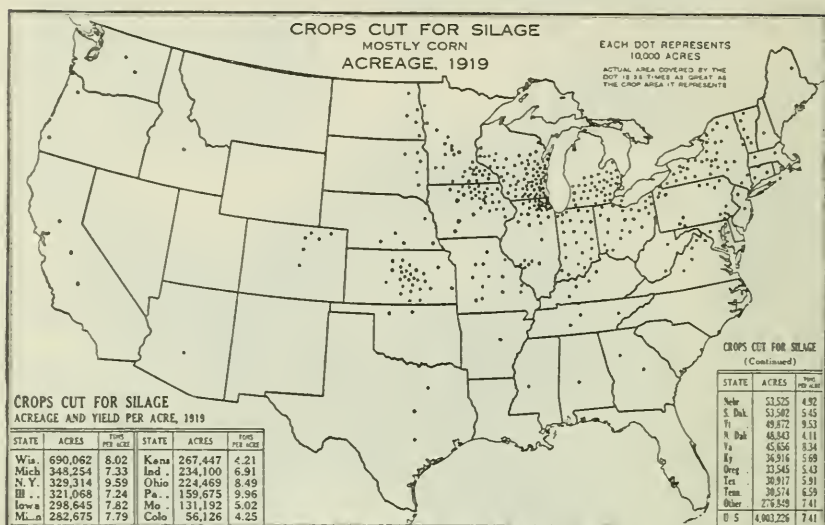 CROPS CUT FOR SILAGE
MOSTLY CORN
ACREAGE, 1919
EACH DOT REPRESENTS
10,000 ACRES
ACTUAL AREA COVERED BY THE
DOT IS 35 TIMES AS GREAT AS
THE CROP AREA IT REPRESENTS
CROPS CUT FOR SILAGE
ACREAGE AND YIELD PER ACRE, 1919
STATE ACRES TONS PER ACRE STATE ACRES TONS PER ACRE
Wis. 690,062 8.02 Kans 267,447 4.21
Mich 348,254 7.33 Ind . 234,100 6.91
N.Y. 329,314 9.59 Ohio 224,469 8.49
Ill . . 321,068 7.24 Pa. . 159,675 9.96
Iowa 298,645 7.82 Mo . 131,192 5.02
Minn 282,675 7.79 Colo 56,126 4.25
CROPS CUT FOR SILAGE
(Continued)
STATE ACRES TONS PER ACRE
Nebr 53,525 4.92
S. Dak. 53,502 5.45
Vt 49,872 9.53
N. Dak 48,843 4.11
Va 45,656 8.34
Ky 36,916 5.69
Oreg 33,545 5.43
Tex 30,917 5.91
Tenn. 30,574 6.59
Other 276,849 7.41
U S 4,003,226 7.41